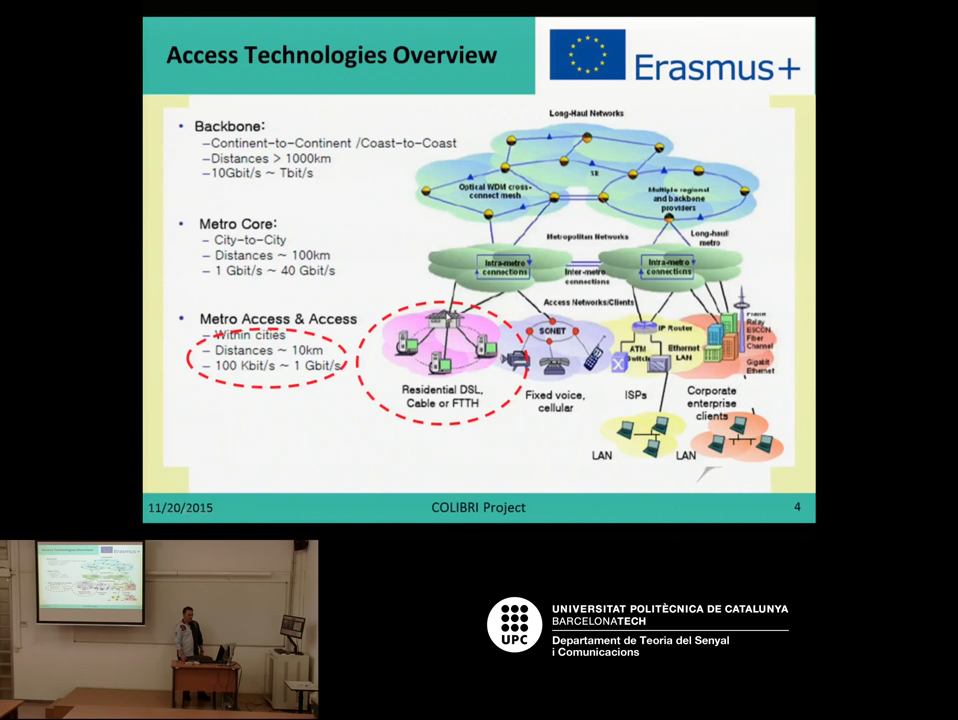 Access Technologies Overview
Erasmus+
• Backbone:
–Continent-to-Continent /Coast-to-Coast
–Distances > 1000km
–10Gbit/s ~ Tbit/s
• Metro Core:
– City-to-City
– Distances ~ 100km
– 1 Gbit/s ~ 40 Gbit/s
• Metro Access & Access
– Within cities
– Distances ~ 10km
– 100 Kbit/s ~ 1 Gbit/s
Long-Haul Networks
Optical WDM cross-
connect mesh
Multiple regional
and backbone
providers
Metropolitan Networks
Long-haul
metro
Intra-metro
connections
Inter-metro
connections
Intra-metro
connections
Access Networks/Clients
SONET
IP Router
ATM
Switch
Ethernet
LAN
Relay
ESCON
Fiber
Channel
Gigabit
Ethernet
Residential DSL,
Cable or FTTH
Fixed voice,
cellular
ISPs
Corporate
enterprise
clients
LAN
LAN
11/20/2015
COLIBRI Project
4
UPC
UNIVERSITAT POLITÈCNICA DE CATALUNYA
BARCELONATECH
Departament de Teoria del Senyal
i Comunicacions